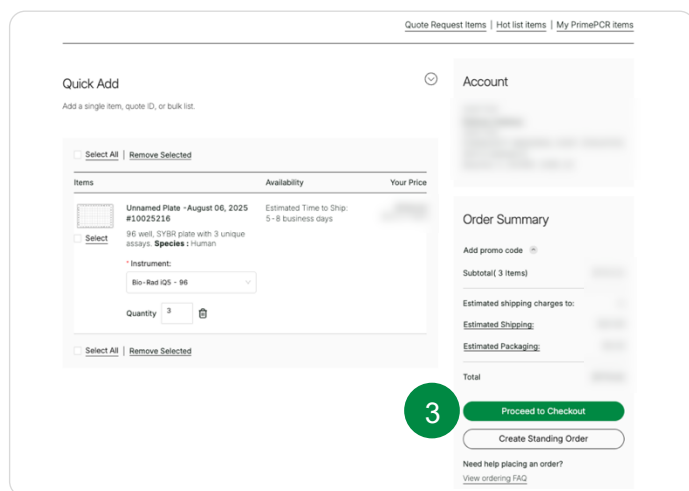 Quote Request Items | Hot list items | My PrimePCR items
Quick Add
Add a single item, quote ID, or bulk list.
Select All | Remove Selected
Items Availability Your Price
Unnamed Plate -August 06, 2025
#10025216
Estimated Time to Ship:
5-8 business days
Select
96 well, SYBR plate with 3 unique
assays. Species : Human
* Instrument:
Bio-Rad iQ5 - 96
Quantity 3
Select All | Remove Selected
Account
Order Summary
Add promo code
Subtotal( 3 Items)
Estimated shipping charges to:
Estimated Shipping:
Estimated Packaging:
Total
3
Proceed to Checkout
Create Standing Order
Need help placing an order?
View ordering FAQ